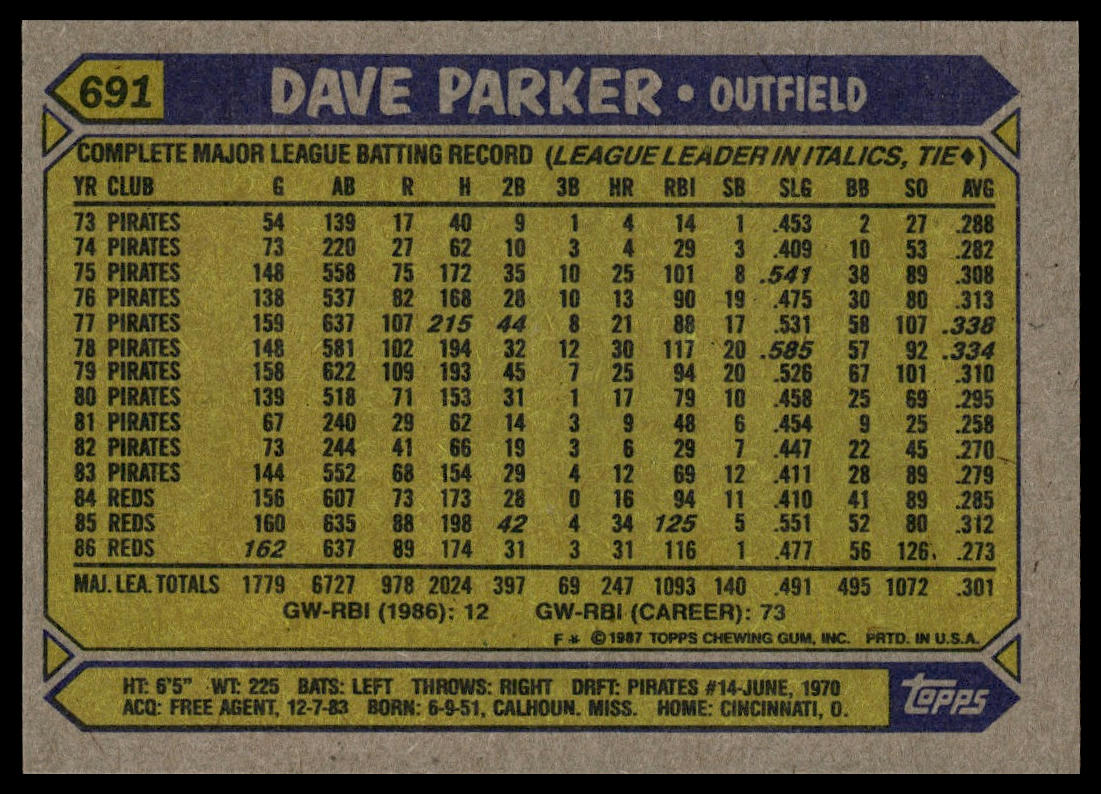 691 DAVE PARKER • OUTFIELD
COMPLETE MAJOR LEAGUE BATTING RECORD (LEAGUE LEADER IN ITALICS, TIE♦)
YR CLUB G AB R H 2B 3B HR RBI SB SLG BB SO AVG
73 PIRATES 54 139 17 40 9 1 4 14 1 .453 2 27 .288
74 PIRATES 73 220 27 62 10 3 4 29 3 .409 10 53 .282
75 PIRATES 148 558 75 172 35 10 25 101 8 .541 38 89 .308
76 PIRATES 138 537 82 168 28 10 13 90 19 .475 30 80 .313
77 PIRATES 159 637 107 215 44 8 21 88 17 .531 58 107 .338
78 PIRATES 148 581 102 194 32 12 30 117 20 .585 57 92 .334
79 PIRATES 158 622 109 193 45 7 25 94 20 .526 67 101 .310
80 PIRATES 139 518 71 153 31 1 17 79 10 .458 25 69 .295
81 PIRATES 67 240 29 62 14 3 9 48 6 .454 9 25 .258
82 PIRATES 73 244 41 66 19 3 6 29 7 .447 22 45 .270
83 PIRATES 144 552 68 154 29 4 12 69 12 .411 28 89 .279
84 REDS 156 607 73 173 28 0 16 94 11 .410 41 89 .285
85 REDS 160 635 88 198 42 4 34 125 5 .551 52 80 .312
86 REDS 162 637 89 174 31 3 31 116 1 .477 56 126. .273
MAJ. LEA. TOTALS 1779 6727 978 2024 397 69 247 1093 140 .491 495 1072 .301
GW-RBI (1986): 12 GW-RBI (CAREER): 73
F * ©1987 TOPPS CHEWING GUM, INC. PRTD. IN U.S.A.
HT: 6'5" WT: 225 BATS: LEFT THROWS: RIGHT DRFT: PIRATES #14-JUNE, 1970
ACQ: FREE AGENT, 12-7-83 BORN: 6-9-51, CALHOUN. MISS. HOME: CINCINNATI, O.
topps